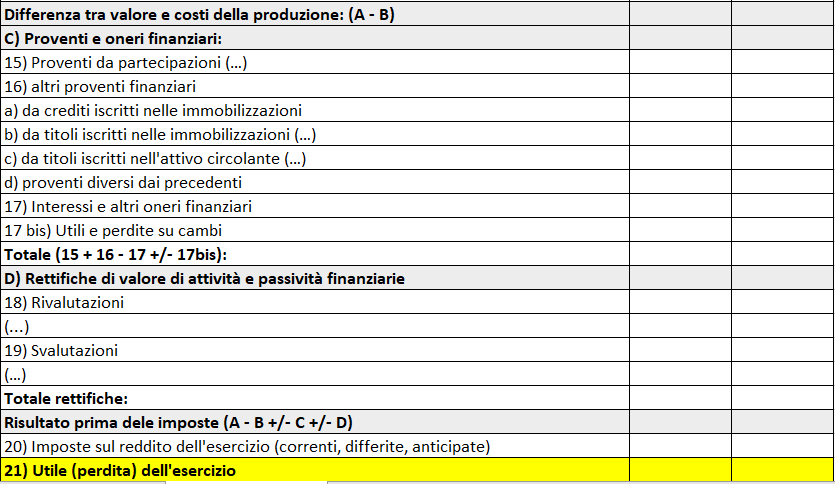 Differenza tra valore e costi della produzione: (A - B)
C) Proventi e oneri finanziari:
15) Proventi da partecipazioni (…)
16) altri proventi finanziari
a) da crediti iscritti nelle immobilizzazioni
b) da titoli iscritti nelle immobilizzazioni (…)
c) da titoli iscritti nell'attivo circolante (…)
d) proventi diversi dai precedenti
17) Interessi e altri oneri finanziari
17 bis) Utili e perdite su cambi
Totale (15 + 16 - 17 +/- 17bis):
D) Rettifiche di valore di attività e passività finanziarie
18) Rivalutazioni
(...)
19) Svalutazioni
(…)
Totale rettifiche:
Risultato prima dele imposte (A - B +/- C +/- D)
20) Imposte sul reddito dell'esercizio (correnti, differite, anticipate)
21) Utile (perdita) dell'esercizio